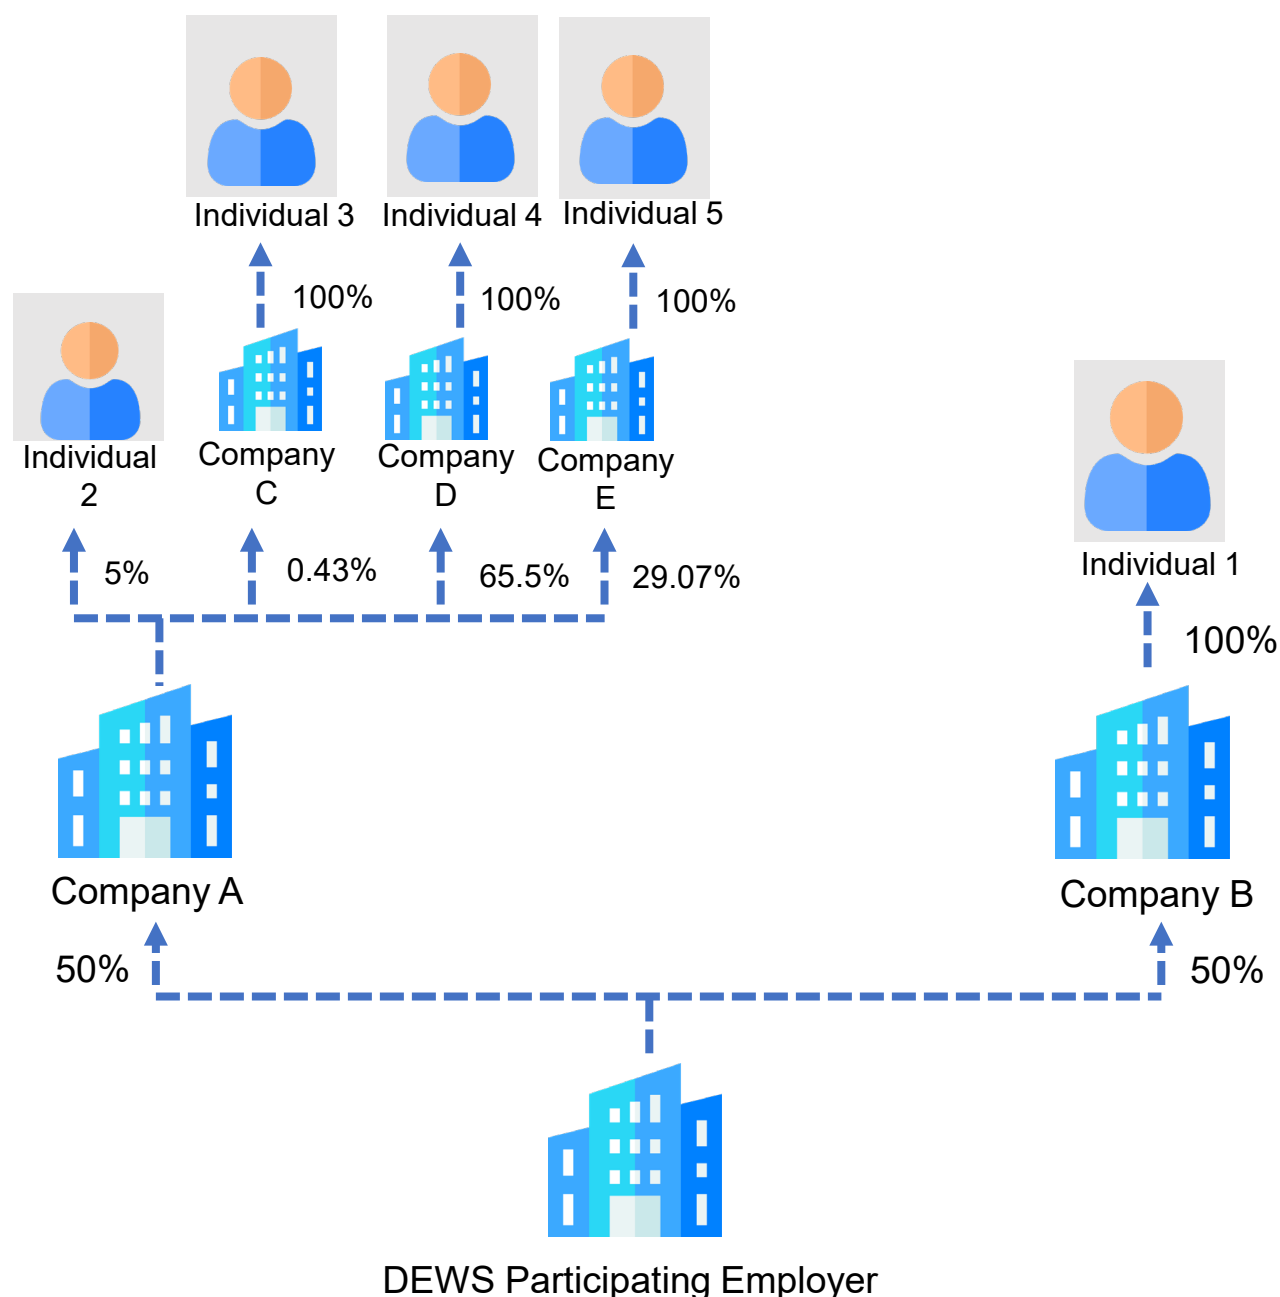 Individual 3
Individual 4
Individual 5
100%
100%
100%
Individual
2
Company
C
Company
D
Company
E
5%
0.43%
65.5%
29.07%
Individual 1
100%
Company A
Company B
50%
50%
DEWS Participating Employer